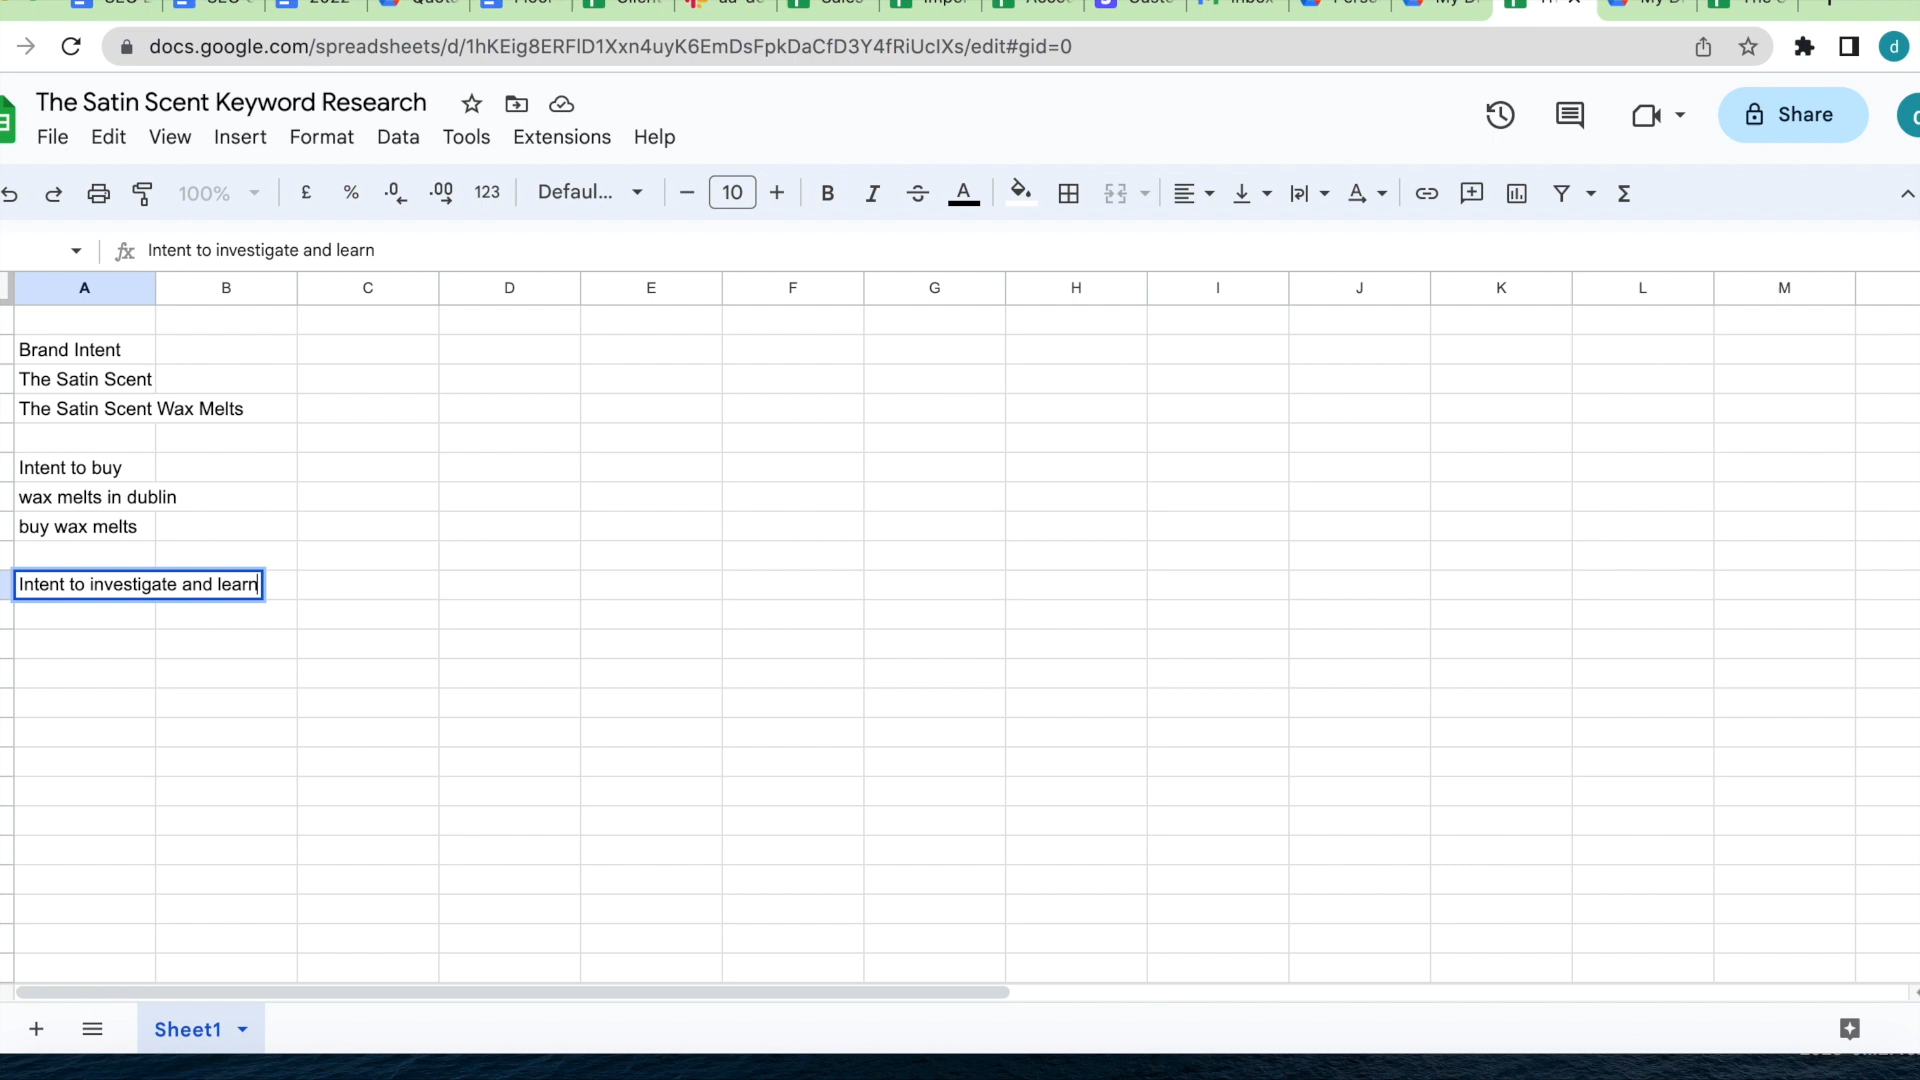 SEO
2022
docs.google.com/spreadsheets/d/1hKEig8ERFlD1Xxn4uyK6EmDsFpkDaCfD3Y4fRiUcIXs/edit#gid=0
d
The Satin Scent Keyword Research
File Edit View Insert Format Data Tools Extensions Help
Share
100% £ % .0 .00 123 Defaul... 10 B I A
Intent to investigate and learn
A B C D E F G H I J K L M
Brand Intent
The Satin Scent
The Satin Scent Wax Melts
Intent to buy
wax melts in dublin
buy wax melts
Intent to investigate and learn
Sheet1